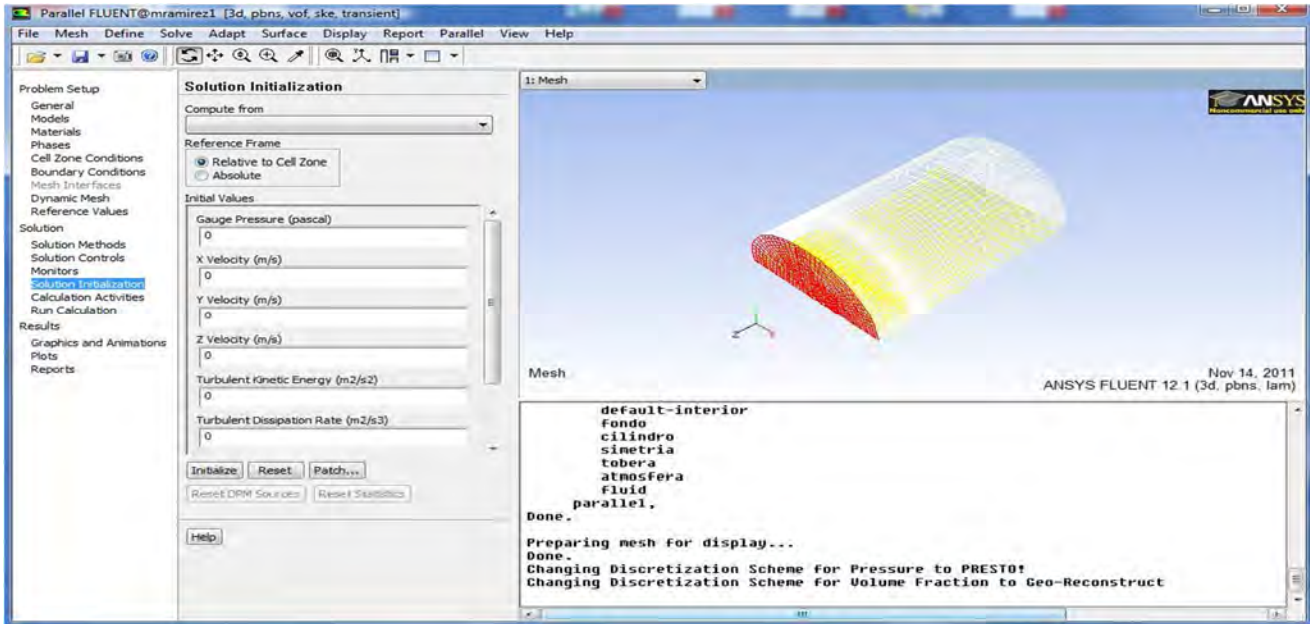 Parallel FLUENT@mramirez1 [3d, pbns, vof, ske, transient]
File Mesh Define Solve Adapt Surface Display Report Parallel View Help
Problem Setup
General
Models
Materials
Phases
Cell Zone Conditions
Boundary Conditions
Mesh Interfaces
Dynamic Mesh
Reference Values
Solution
Solution Methods
Solution Controls
Monitors
Solution Initialization
Calculation Activities
Run Calculation
Results
Graphics and Animations
Plots
Reports
Solution Initialization
Compute from
Reference Frame
Relative to Cell Zone
Absolute
Initial Values
Gauge Pressure (pascal)
0
X Velocity (m/s)
0
Y Velocity (m/s)
0
Z Velocity (m/s)
0
Turbulent Kinetic Energy (m2/s2)
0
Turbulent Dissipation Rate (m2/s3)
0
Initialize Reset Patch...
Reset DPM Sources Reset Statistics
Help
1: Mesh
ANSYS
Noncommercial use only
Z
Mesh
Nov 14, 2011
ANSYS FLUENT 12.1 (3d, pbns, lam)
default-interior
fondo
cilindro
simetria
tobera
atmosfera
fluid
parallel,
Done.
Preparing mesh for display...
Done.
Changing Discretization Scheme for Pressure to PRESTO!
Changing Discretization Scheme for Volume Fraction to Geo-Reconstruct